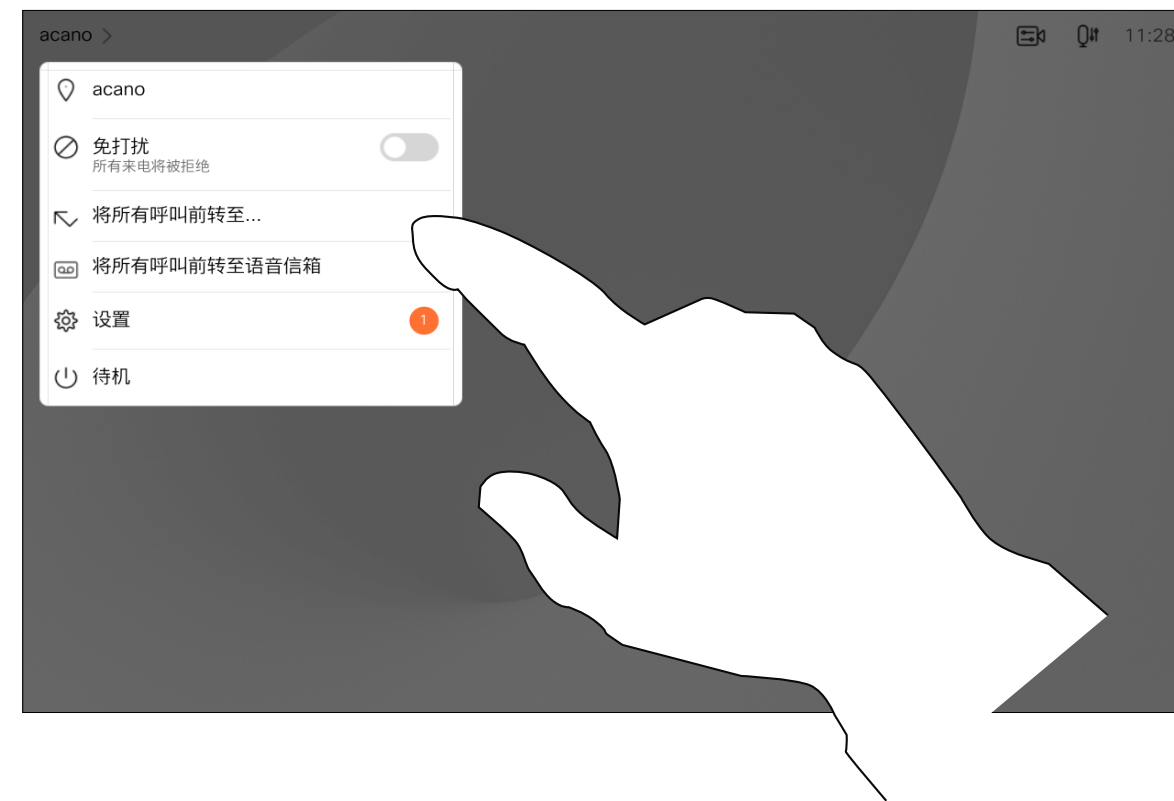 acano >
11:28
acano
免打扰
所有来电将被拒绝
将所有呼叫前转至...
将所有呼叫前转至语音信箱
设置
1
待机